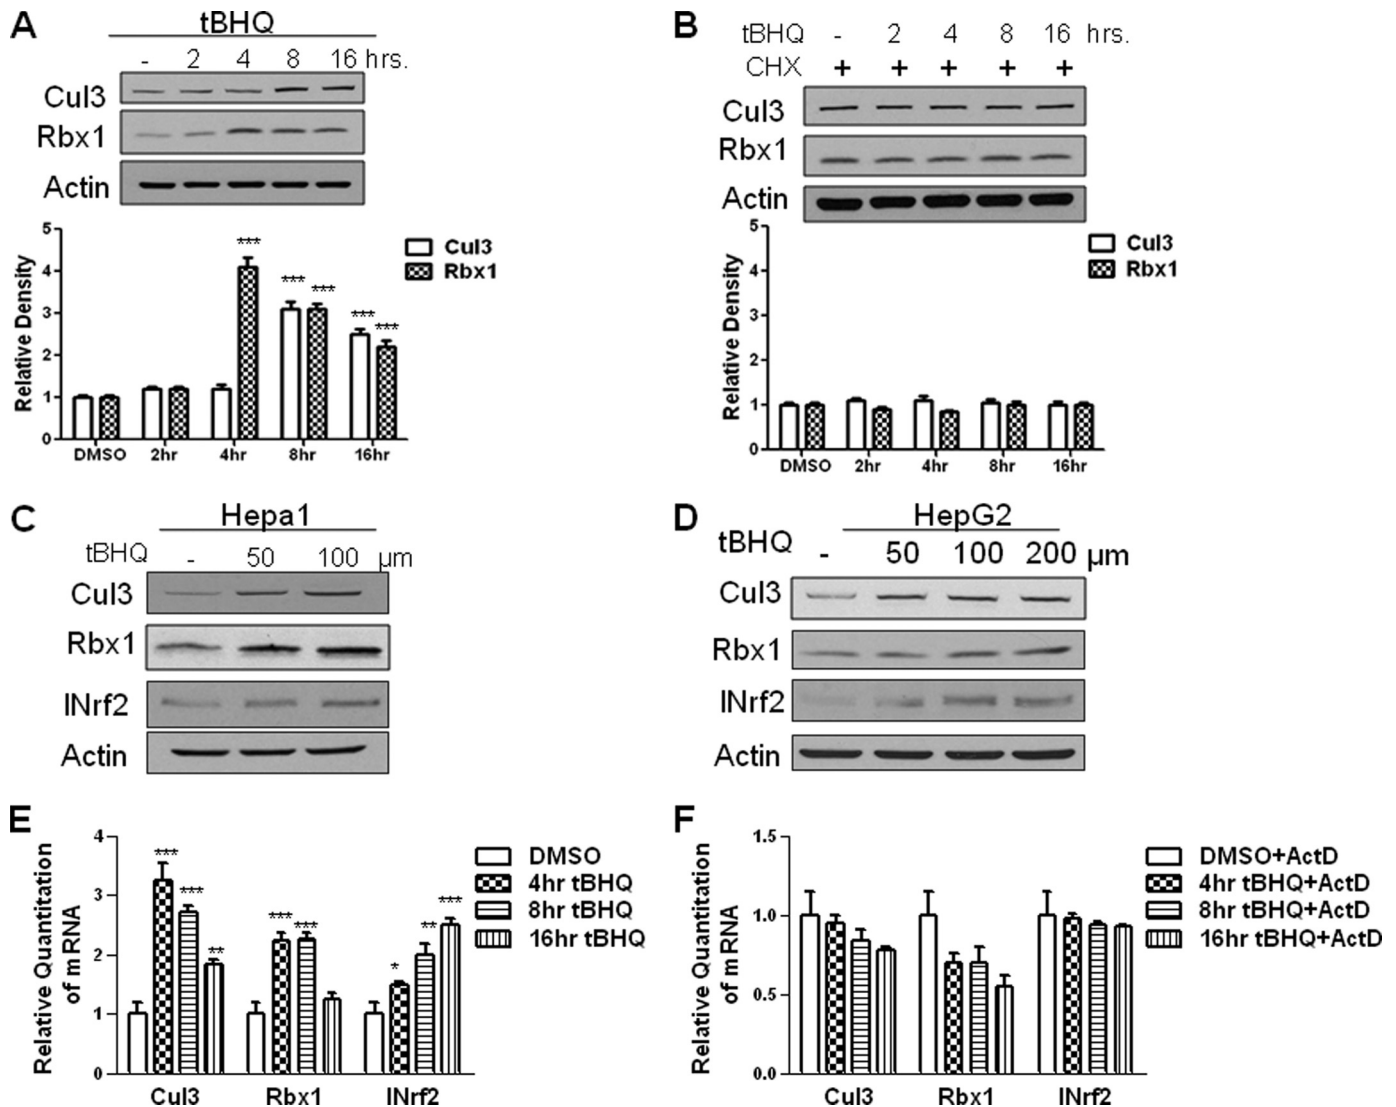 A
tBHQ
- 2 4 8 16 hrs.
Cul3
Rbx1
Actin
Relative Density
5
4
3
2
1
0
*** *** *** *** ***
DMSO 2hr 4hr 8hr 16hr
Cul3
Rbx1
B
tBHQ - 2 4 8 16 hrs.
CHX + + + + +
Cul3
Rbx1
Actin
Relative Density
5
4
3
2
1
0
DMSO 2hr 4hr 8hr 16hr
Cul3
Rbx1
C
Hepa1
tBHQ - 50 100 µm
Cul3
Rbx1
INrf2
Actin
D
HepG2
tBHQ - 50 100 200 µm
Cul3
Rbx1
INrf2
Actin
E
Relative Quantitation
of mRNA
4
3
2
1
0
*** *** ** *** *** * ** ***
Cul3 Rbx1 INrf2
DMSO
4hr tBHQ
8hr tBHQ
16hr tBHQ
F
Relative Quantitation
of mRNA
1.5
1.0
0.5
0.0
Cul3 Rbx1 INrf2
DMSO+ActD
4hr tBHQ+ActD
8hr tBHQ+ActD
16hr tBHQ+ActD